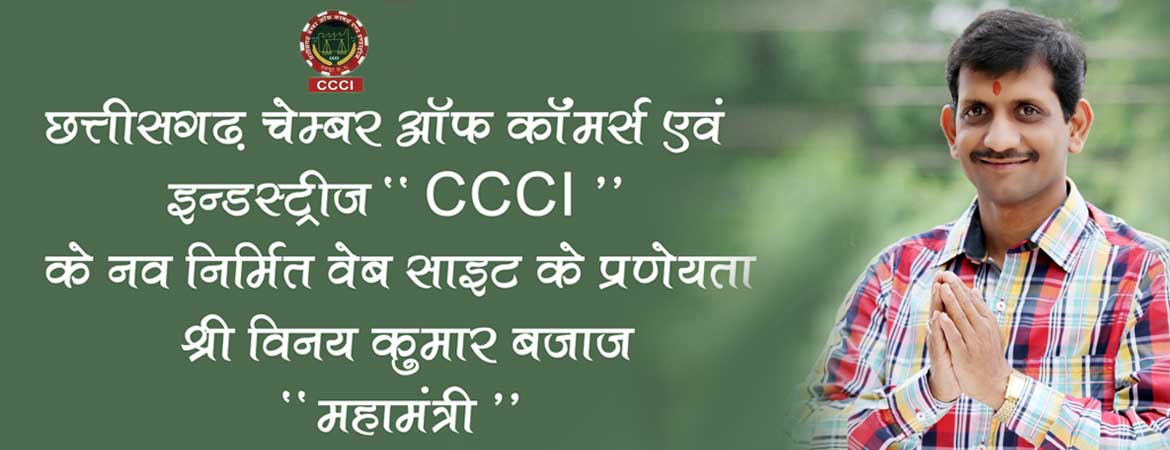 CCCI
छत्तीसगढ़ चेम्बर ऑफ कॉमर्स एवं
इन्डस्ट्रीज “ CCCI ”
के नव निर्मित वेब साइट के प्रणेयता
श्री विनय कुमार बजाज
“ महामंत्री ”